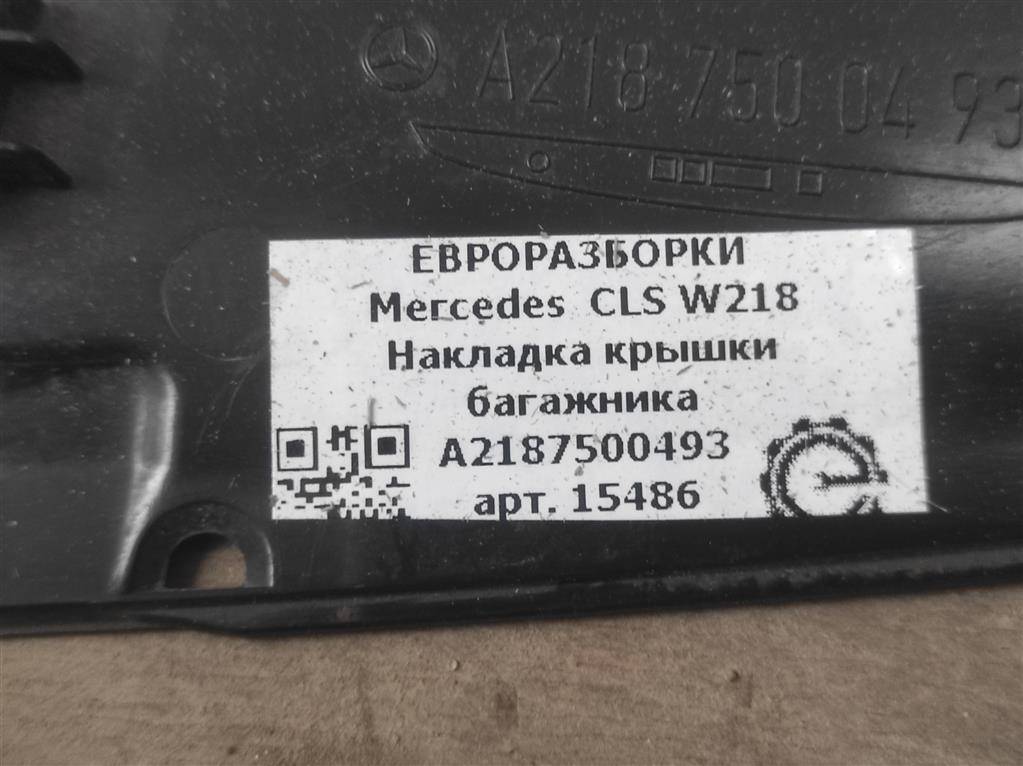 A218 750 04 93
ЕВРОРАЗБОРКИ
Mercedes CLS W218
Накладка крышки
багажника
A2187500493
арт. 15486